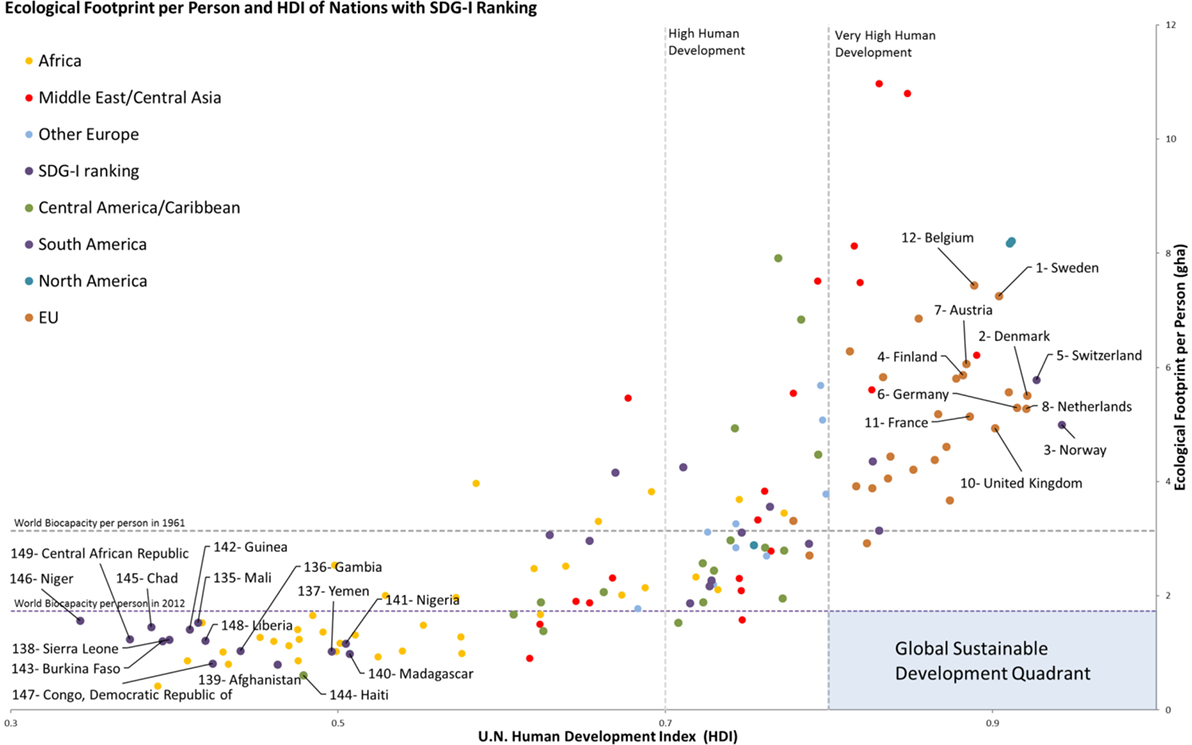 Ecological Footprint per Person and HDI of Nations with SDG-I Ranking
High Human
Development
Very High Human
Development
Africa
Middle East/Central Asia
Other Europe
SDG-I ranking
Central America/Caribbean
South America
North America
EU
12
10
8
6
4
2
0
Ecological Footprint per Person (gha)
12- Belgium
1- Sweden
7- Austria
2- Denmark
4- Finland
5- Switzerland
6- Germany
8- Netherlands
11- France
3- Norway
10- United Kingdom
World Biocapacity per person in 1961
149- Central African Republic
142- Guinea
146- Niger
145- Chad
135- Mali
136- Gambia
137- Yemen
141- Nigeria
World Biocapacity per person in 2012
148- Liberia
138- Sierra Leone
143- Burkina Faso
139- Afghanistan
140- Madagascar
147- Congo, Democratic Republic of
144- Haiti
Global Sustainable
Development Quadrant
0.3
0.5
0.7
0.9
U.N. Human Development Index (HDI)